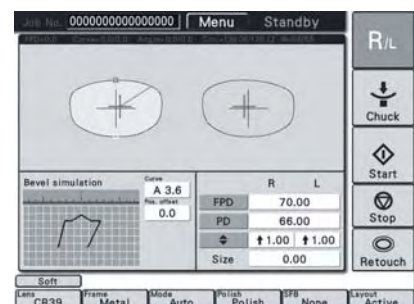 Job No. 0000000000000000 Menu Standby
R/L
Chuck
Start
Stop
Retouch
Bevel simulation
Curve
A 3.6
Pos. offset
0.0
R L
FPD 70.00
PD 66.00
1.00 1.00
Size 0.00
Soft
Lens Frame Mode Polish SFB Layout
CR39 Metal Auto Polish None Active